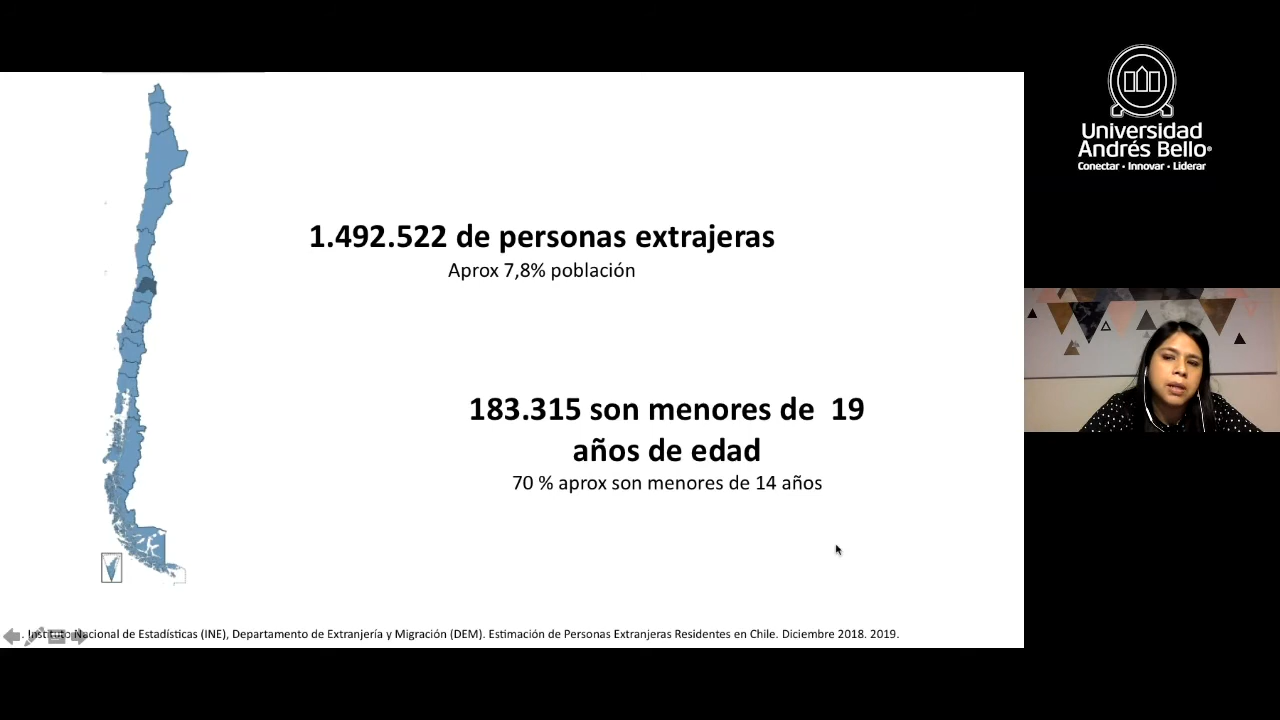 Universidad
Andrés Bello®
Conectar • Innovar • Liderar
1.492.522 de personas extrajeras
Aprox 7,8% población
183.315 son menores de 19
años de edad
70 % aprox son menores de 14 años
. Instituto Nacional de Estadísticas (INE), Departamento de Extranjería y Migración (DEM). Estimación de Personas Extranjeras Residentes en Chile. Diciembre 2018. 2019.